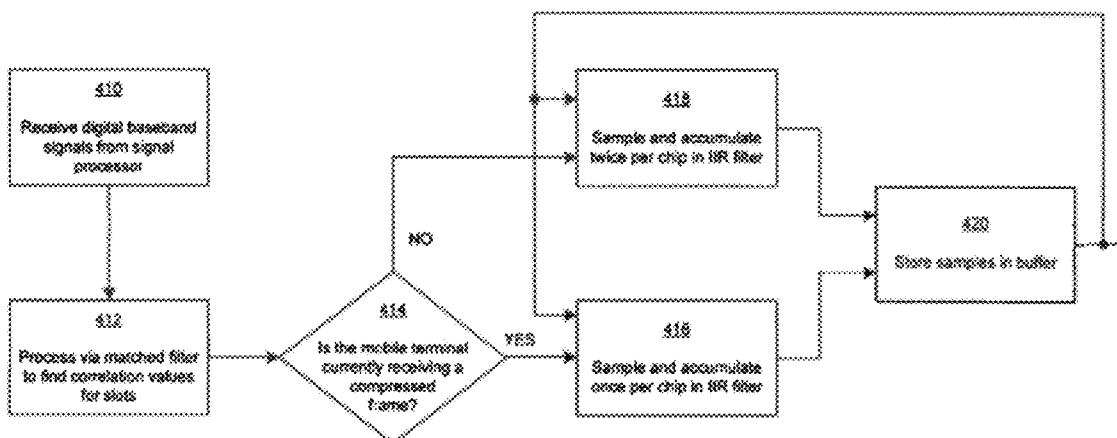 410
Receive digital baseband
signals from signal
processor
412
Process via matched filter
to find correlation values
for slots
414
Is the mobile terminal
currently receiving a
compressed
frame?
NO
YES
418
Sample and accumulate
twice per chip in IIR filter
416
Sample and accumulate
once per chip in IIR filter
420
Store samples in buffer